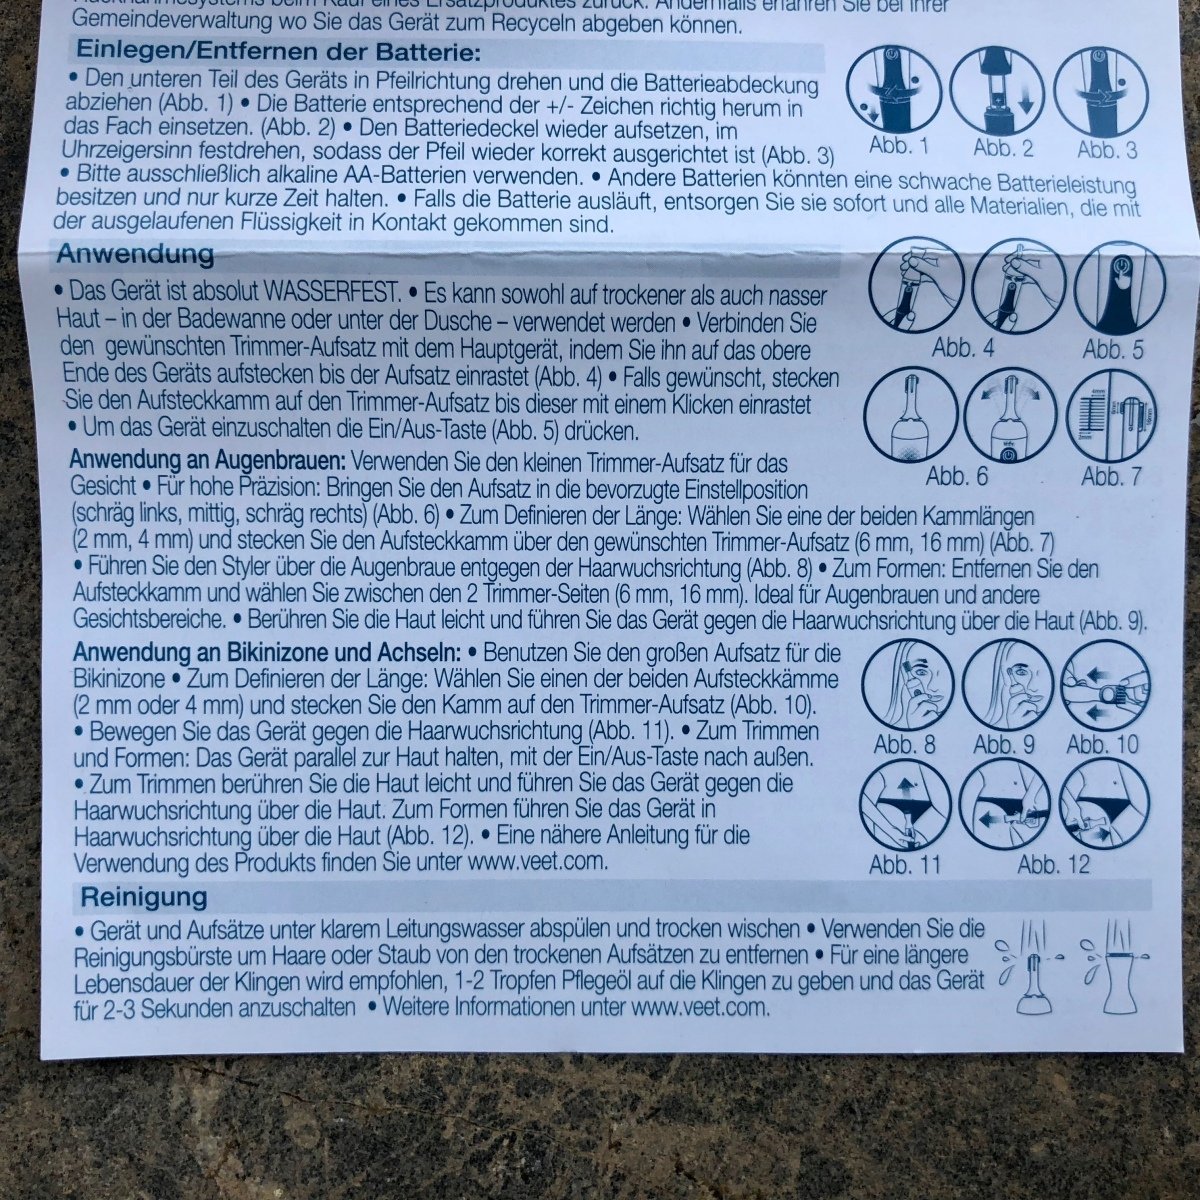 Rücknahmesystems beim Kauf eines Ersatzproduktes zurück. Andernfalls erfahren Sie bei Ihrer
Gemeindeverwaltung wo Sie das Gerät zum Recyceln abgeben können.
Einlegen/Entfernen der Batterie:
• Den unteren Teil des Geräts in Pfeilrichtung drehen und die Batterieabdeckung
abziehen (Abb. 1) • Die Batterie entsprechend der +/- Zeichen richtig herum in
das Fach einsetzen. (Abb. 2) • Den Batteriedeckel wieder aufsetzen, im
Uhrzeigersinn festdrehen, sodass der Pfeil wieder korrekt ausgerichtet ist (Abb. 3)
• Bitte ausschließlich alkaline AA-Batterien verwenden. • Andere Batterien könnten eine schwache Batterieleistung
besitzen und nur kurze Zeit halten. • Falls die Batterie ausläuft, entsorgen Sie sie sofort und alle Materialien, die mit
der ausgelaufenen Flüssigkeit in Kontakt gekommen sind.
Abb. 1 Abb. 2 Abb. 3
Anwendung
• Das Gerät ist absolut WASSERFEST. • Es kann sowohl auf trockener als auch nasser
Haut – in der Badewanne oder unter der Dusche – verwendet werden • Verbinden Sie
den gewünschten Trimmer-Aufsatz mit dem Hauptgerät, indem Sie ihn auf das obere
Ende des Geräts aufstecken bis der Aufsatz einrastet (Abb. 4) • Falls gewünscht, stecken
Sie den Aufsteckkamm auf den Trimmer-Aufsatz bis dieser mit einem Klicken einrastet
• Um das Gerät einzuschalten die Ein/Aus-Taste (Abb. 5) drücken.
Abb. 4 Abb. 5
Anwendung an Augenbrauen: Verwenden Sie den kleinen Trimmer-Aufsatz für das
Gesicht • Für hohe Präzision: Bringen Sie den Aufsatz in die bevorzugte Einstellposition
(schräg links, mittig, schräg rechts) (Abb. 6) • Zum Definieren der Länge: Wählen Sie eine der beiden Kammlängen
(2 mm, 4 mm) und stecken Sie den Aufsteckkamm über den gewünschten Trimmer-Aufsatz (6 mm, 16 mm) (Abb. 7)
• Führen Sie den Styler über die Augenbraue entgegen der Haarwuchsrichtung (Abb. 8) • Zum Formen: Entfernen Sie den
Aufsteckkamm und wählen Sie zwischen den 2 Trimmer-Seiten (6 mm, 16 mm). Ideal für Augenbrauen und andere
Gesichtsbereiche. • Berühren Sie die Haut leicht und führen Sie das Gerät gegen die Haarwuchsrichtung über die Haut (Abb. 9).
4mm
2mm
Abb. 6 Abb. 7
Anwendung an Bikinizone und Achseln: • Benutzen Sie den großen Aufsatz für die
Bikinizone • Zum Definieren der Länge: Wählen Sie einen der beiden Aufsteckkämme
(2 mm oder 4 mm) und stecken Sie den Kamm auf den Trimmer-Aufsatz (Abb. 10).
• Bewegen Sie das Gerät gegen die Haarwuchsrichtung (Abb. 11). • Zum Trimmen
und Formen: Das Gerät parallel zur Haut halten, mit der Ein/Aus-Taste nach außen.
• Zum Trimmen berühren Sie die Haut leicht und führen Sie das Gerät gegen die
Haarwuchsrichtung über die Haut. Zum Formen führen Sie das Gerät in
Haarwuchsrichtung über die Haut (Abb. 12). • Eine nähere Anleitung für die
Verwendung des Produkts finden Sie unter www.veet.com.
Abb. 8 Abb. 9 Abb. 10
Abb. 11 Abb. 12
Reinigung
• Gerät und Aufsätze unter klarem Leitungswasser abspülen und trocken wischen • Verwenden Sie die
Reinigungsbürste um Haare oder Staub von den trockenen Aufsätzen zu entfernen • Für eine längere
Lebensdauer der Klingen wird empfohlen, 1-2 Tropfen Pflegeöl auf die Klingen zu geben und das Gerät
für 2-3 Sekunden anzuschalten • Weitere Informationen unter www.veet.com.